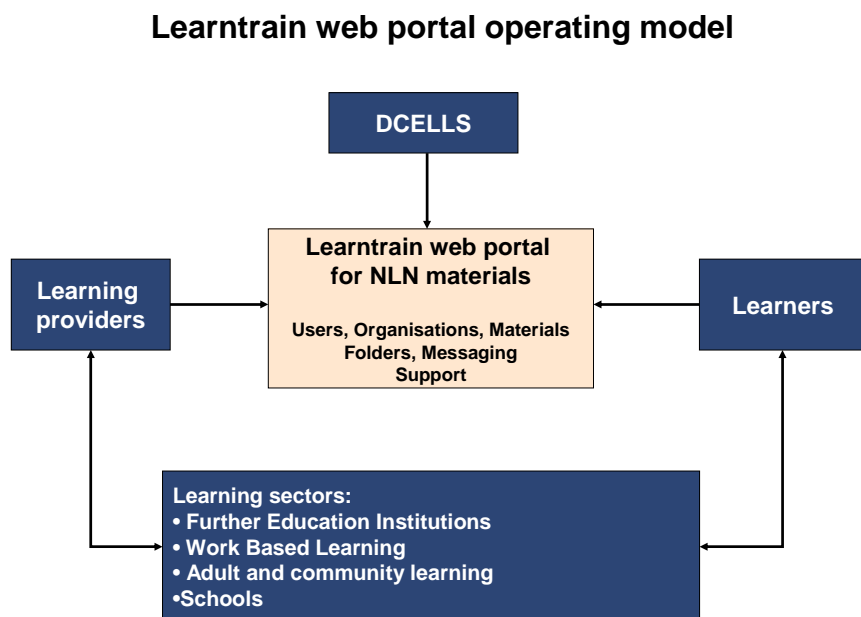 Learntrain web portal operating model
DCELLS
Learntrain web portal
for NLN materials
Users, Organisations, Materials
Folders, Messaging
Support
Learning
providers
Learners
Learning sectors:
• Further Education Institutions
• Work Based Learning
• Adult and community learning
•Schools